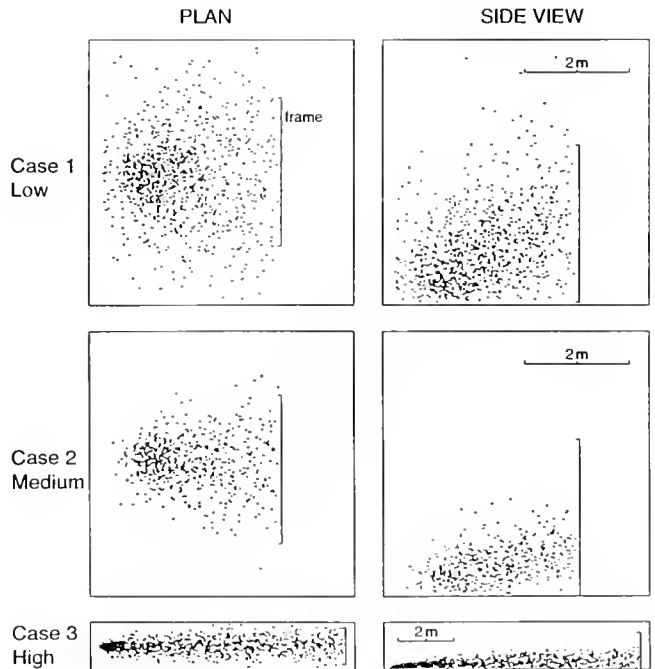 PLAN
SIDE VIEW
2m
frame
Case 1
Low
2m
Case 2
Medium
Case 3
High
2m